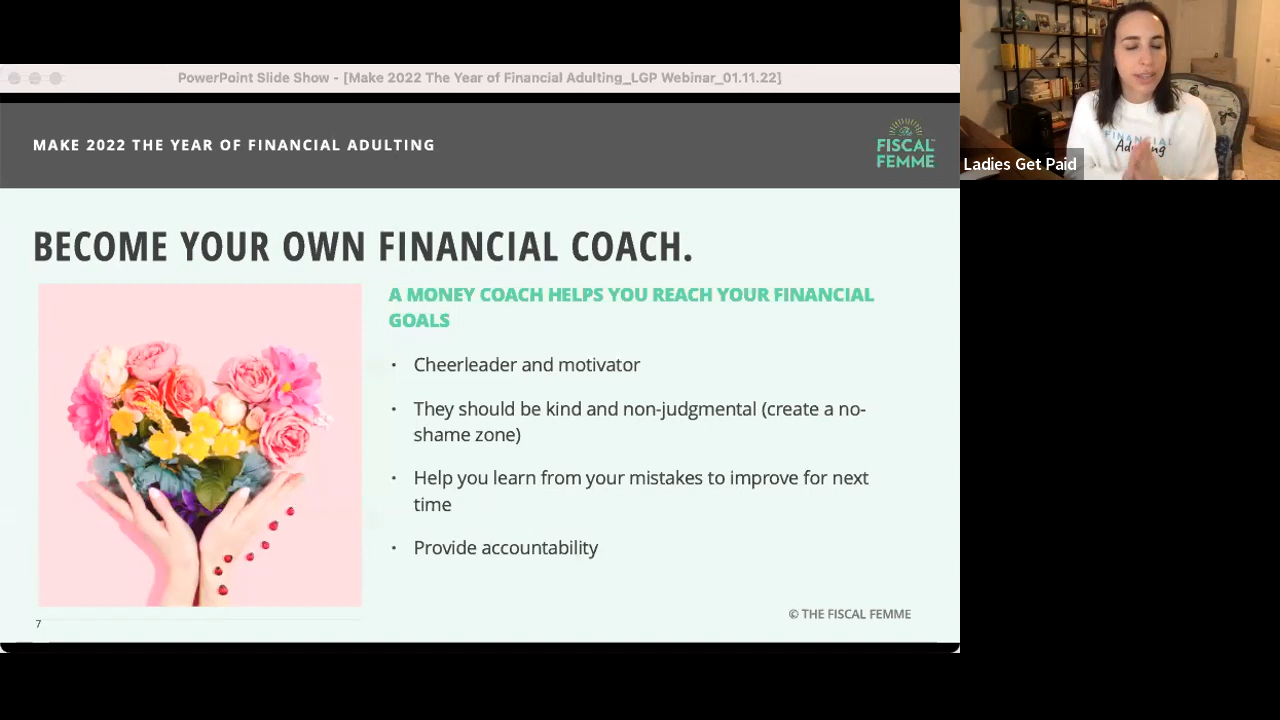 PowerPoint Slide Show - [Make 2022 The Year of Financial Adulting_LGP Webinar_01.11.22]
MAKE 2022 THE YEAR OF FINANCIAL ADULTING
The
FISCAL
FEMME
FINANCIAL
Adulting
Ladies Get Paid
BECOME YOUR OWN FINANCIAL COACH.
A MONEY COACH HELPS YOU REACH YOUR FINANCIAL
GOALS
• Cheerleader and motivator
• They should be kind and non-judgmental (create a no-
shame zone)
• Help you learn from your mistakes to improve for next
time
• Provide accountability
© THE FISCAL FEMME
7